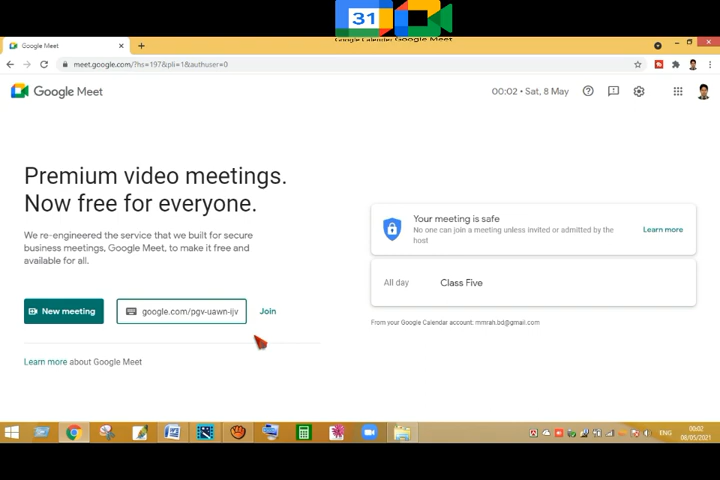 31
Google Calendar Google Meet
Google Meet
meet.google.com/?hs=197&pli=1&authuser=0
Google Meet
00:02 • Sat, 8 May
Premium video meetings.
Now free for everyone.
We re-engineered the service that we built for secure
business meetings, Google Meet, to make it free and
available for all.
New meeting
google.com/pgv-uawn-ijv
Join
Learn more about Google Meet
Your meeting is safe
No one can join a meeting unless invited or admitted by the
host
Learn more
All day
Class Five
From your Google Calendar account: mmrah.bd@gmail.com
ENG
00:02
08/05/2021